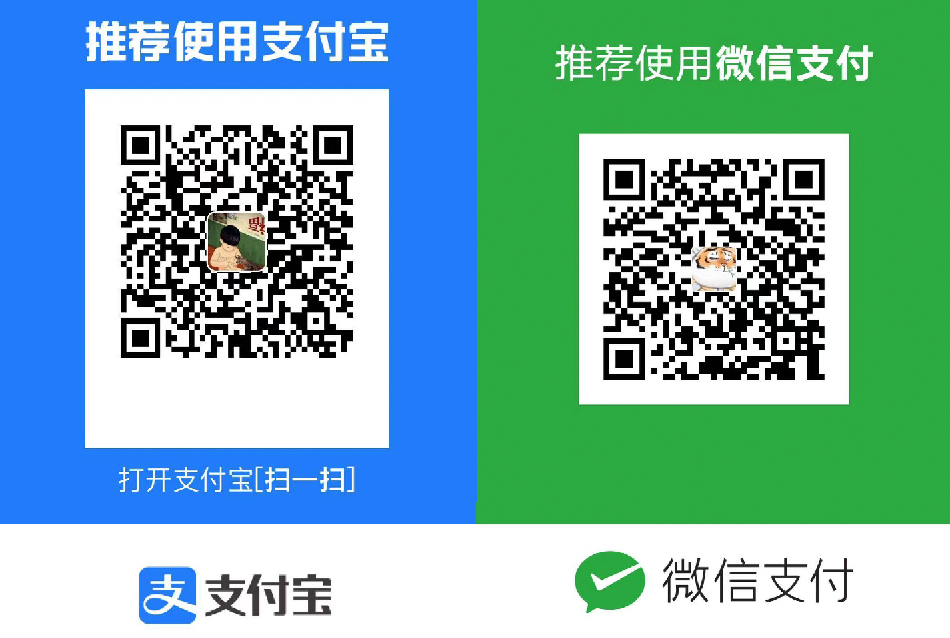 推荐使用支付宝
打开支付宝[扫一扫]
支 支付宝
推荐使用微信支付
微信支付